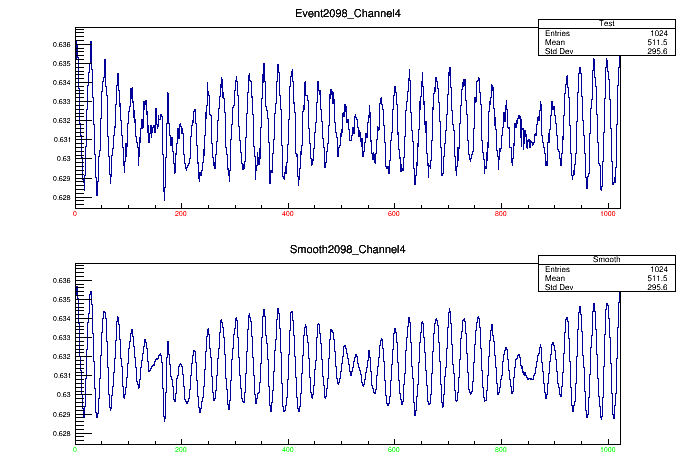 Event2098_Channel4
Test
Entries 1024
Mean 511.5
Std Dev 295.6
0.636
0.635
0.634
0.633
0.632
0.631
0.63
0.629
0.628
0 200 400 600 800 1000
Smooth2098_Channel4
Smooth
Entries 1024
Mean 511.5
Std Dev 295.6
0.636
0.635
0.634
0.633
0.632
0.631
0.63
0.629
0.628
0 200 400 600 800 1000